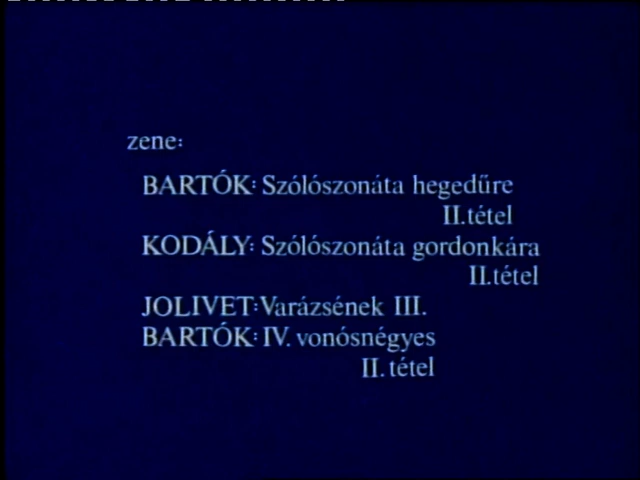 zene:
BARTÓK: Szólószonáta hegedűre
II.tétel
KODÁLY: Szólószonáta gordonkára
II.tétel
JOLIVET: Varázsének III.
BARTÓK: IV. vonósnégyes
II. tétel